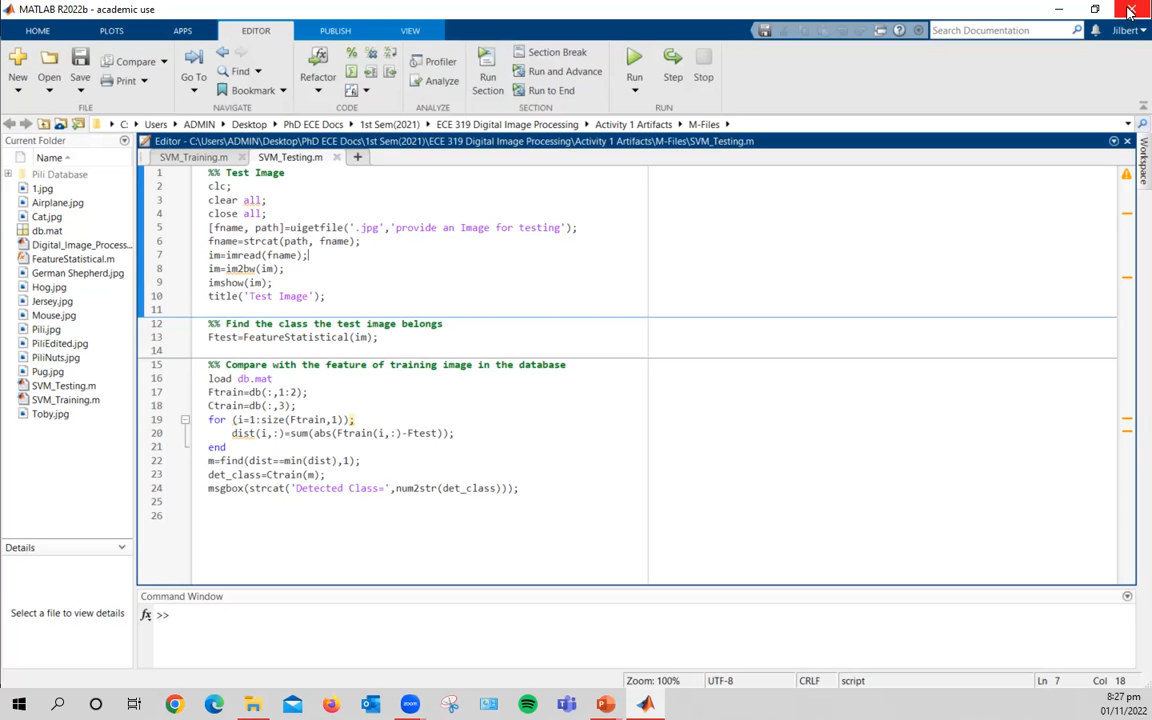 MATLAB R2022b - academic use
HOME PLOTS APPS EDITOR PUBLISH VIEW Search Documentation Jilbert
New Open Save Compare Print Go To Find Bookmark Refactor Profiler Analyze Run Section Section Break Run and Advance Run to End Run Step Stop
FILE NAVIGATE CODE ANALYZE SECTION RUN
C: Users ADMIN Desktop PhD ECE Docs 1st Sem(2021) ECE 319 Digital Image Processing Activity 1 Artifacts M-Files
Current Folder
Name
Pili Database
1.jpg
Airplane.jpg
Cat.jpg
db.mat
Digital_Image_Process...
FeatureStatistical.m
German Shepherd.jpg
Hog.jpg
Jersey.jpg
Mouse.jpg
Pili.jpg
PiliEdited.jpg
PiliNuts.jpg
Pug.jpg
SVM_Testing.m
SVM_Training.m
Toby.jpg
Details
Select a file to view details
Editor - C:\Users\ADMIN\Desktop\PhD ECE Docs\1st Sem(2021)\ECE 319 Digital Image Processing\Activity 1 Artifacts\M-Files\SVM_Testing.m
SVM_Training.m SVM_Testing.m
1 %% Test Image
2 clc;
3 clear all;
4 close all;
5 [fname, path]=uigetfile('.jpg','provide an Image for testing');
6 fname=strcat(path, fname);
7 im=imread(fname);
8 im=im2bw(im);
9 imshow(im);
10 title('Test Image');
11
12 %% Find the class the test image belongs
13 Ftest=FeatureStatistical(im);
14
15 %% Compare with the feature of training image in the database
16 load db.mat
17 Ftrain=db(:,1:2);
18 Ctrain=db(:,3);
19 for (i=1:size(Ftrain,1));
20 dist(i,:)=sum(abs(Ftrain(i,:)-Ftest));
21 end
22 m=find(dist==min(dist),1);
23 det_class=Ctrain(m);
24 msgbox(strcat('Detected Class=',num2str(det_class)));
25
26
Workspace
Command Window
fx >>
Zoom: 100% UTF-8 CRLF script Ln 7 Col 18
8:27 pm
01/11/2022